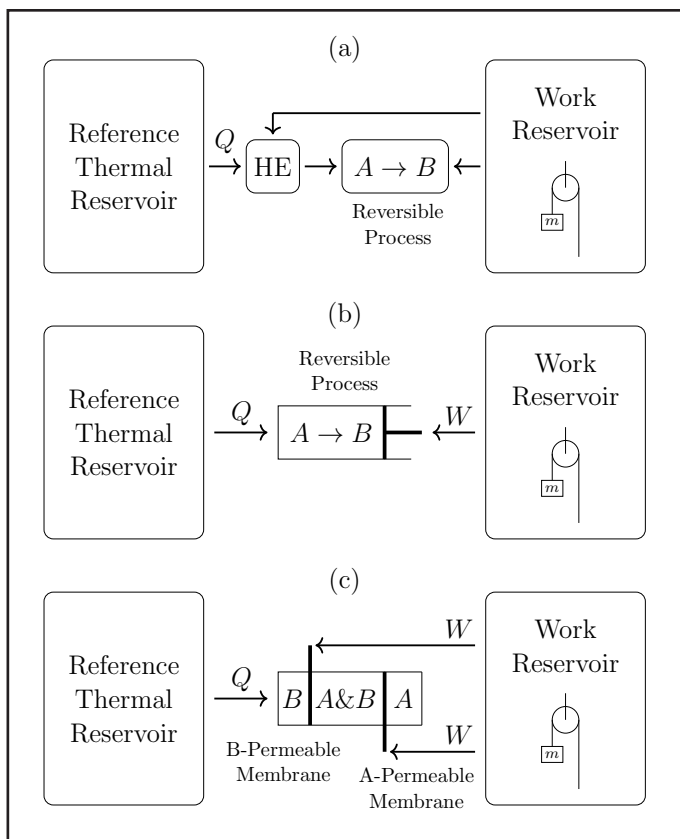 (a)
Reference
Thermal
Reservoir
Q
HE
A → B
Reversible
Process
Work
Reservoir
m
(b)
Reference
Thermal
Reservoir
Q
Reversible
Process
A → B
W
Work
Reservoir
m
(c)
Reference
Thermal
Reservoir
Q
B
A&B
A
W
W
B-Permeable
Membrane
A-Permeable
Membrane
Work
Reservoir
m